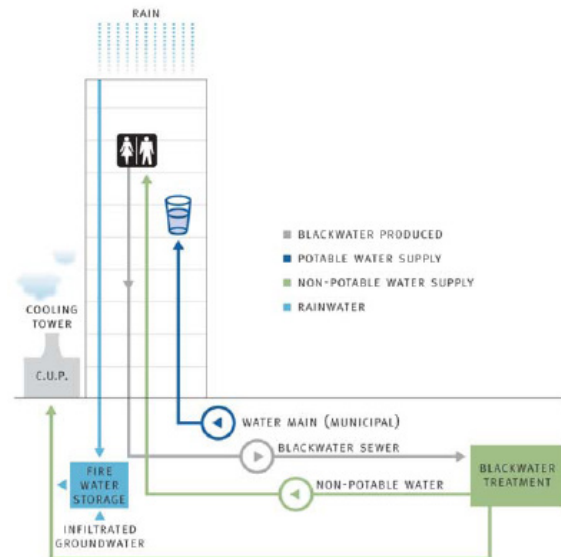 RAIN
BLACKWATER PRODUCED
POTABLE WATER SUPPLY
NON-POTABLE WATER SUPPLY
RAINWATER
COOLING
TOWER
C.U.P.
WATER MAIN (MUNICIPAL)
BLACKWATER SEWER
FIRE
WATER
STORAGE
NON-POTABLE WATER
BLACKWATER
TREATMENT
INFILTRATED
GROUNDWATER